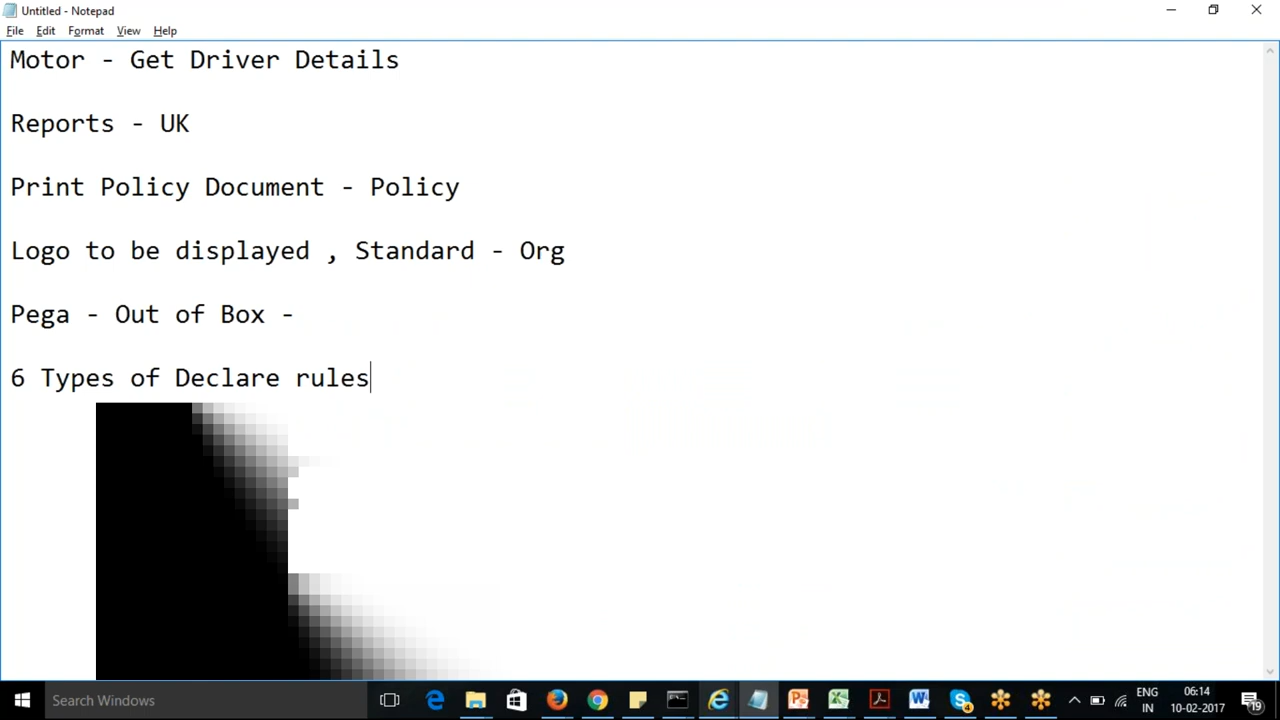 Untitled - Notepad
File Edit Format View Help
Motor - Get Driver Details
Reports - UK
Print Policy Document - Policy
Logo to be displayed , Standard - Org
Pega - Out of Box -
6 Types of Declare rules
Search Windows
4
ENG
IN
06:14
10-02-2017
19